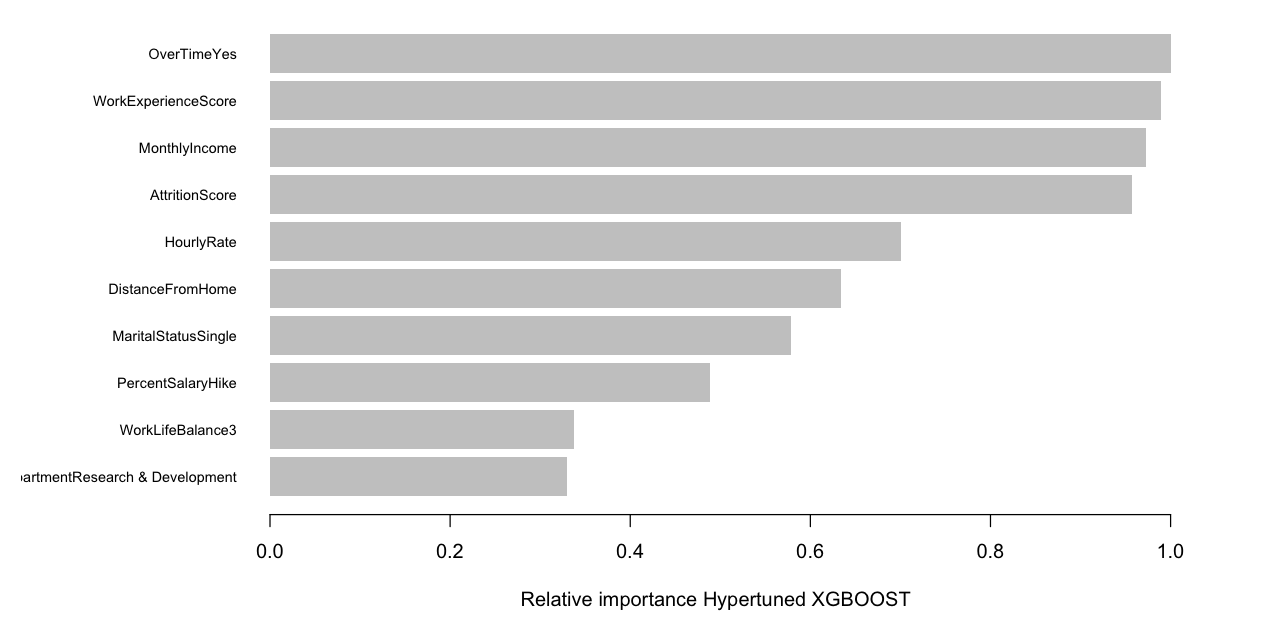 OverTimeYes
WorkExperienceScore
MonthlyIncome
AttritionScore
HourlyRate
DistanceFromHome
MaritalStatusSingle
PercentSalaryHike
WorkLifeBalance3
artmentResearch & Development
0.0 0.2 0.4 0.6 0.8 1.0
Relative importance Hypertuned XGBOOST